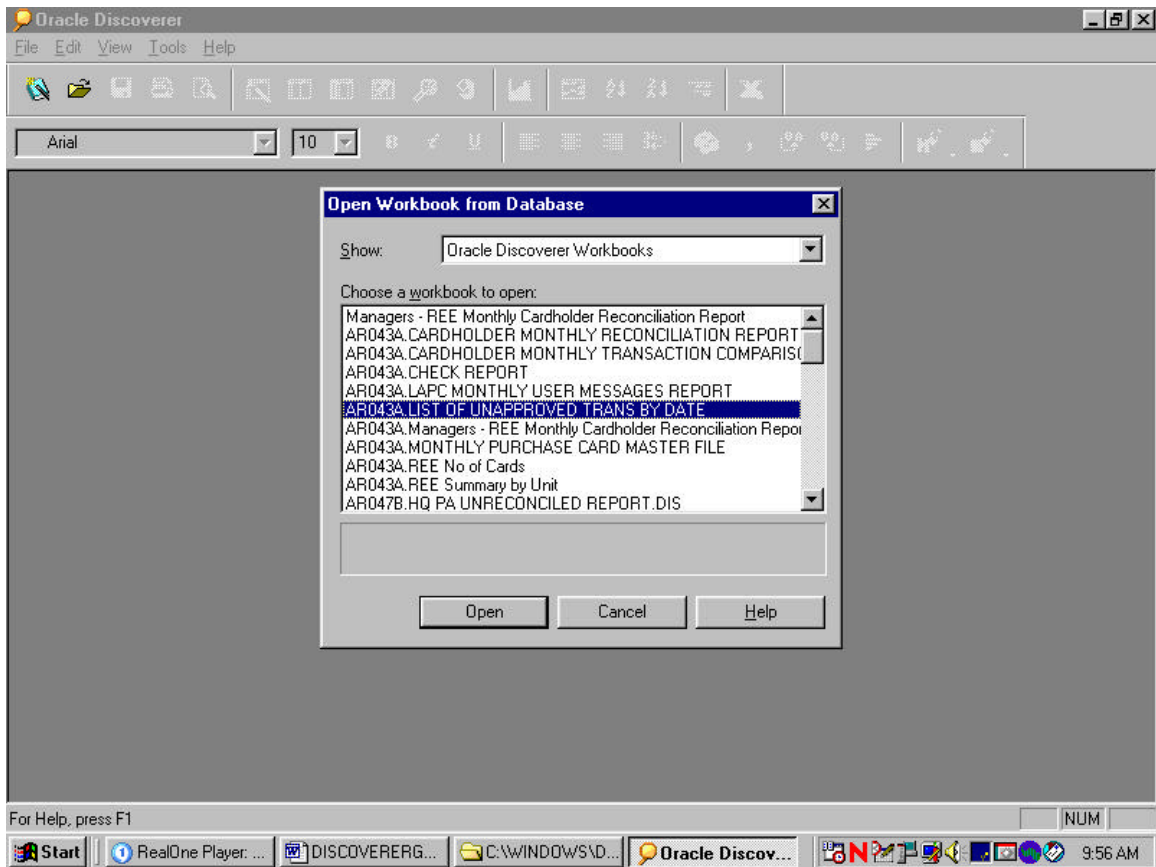 Oracle Discoverer
File Edit View Tools Help
Arial 10 B I U
Open Workbook from Database
Show: Oracle Discoverer Workbooks
Choose a workbook to open:
Managers - REE Monthly Cardholder Reconciliation Report
AR043A.CARDHOLDER MONTHLY RECONCILIATION REPORT
AR043A.CARDHOLDER MONTHLY TRANSACTION COMPARISO
AR043A.CHECK REPORT
AR043A.LAPC MONTHLY USER MESSAGES REPORT
AR043A.LIST OF UNAPPROVED TRANS BY DATE
AR043A.Managers - REE Monthly Cardholder Reconciliation Repor
AR043A.MONTHLY PURCHASE CARD MASTER FILE
AR043A.REE No of Cards
AR043A.REE Summary by Unit
AR047B.HQ PA UNRECONCILED REPORT.DIS
Open Cancel Help
For Help, press F1 NUM
Start RealOne Player: ... DISCOVERERG... C:\WINDOWS\D... Oracle Discov... N 9:56 AM